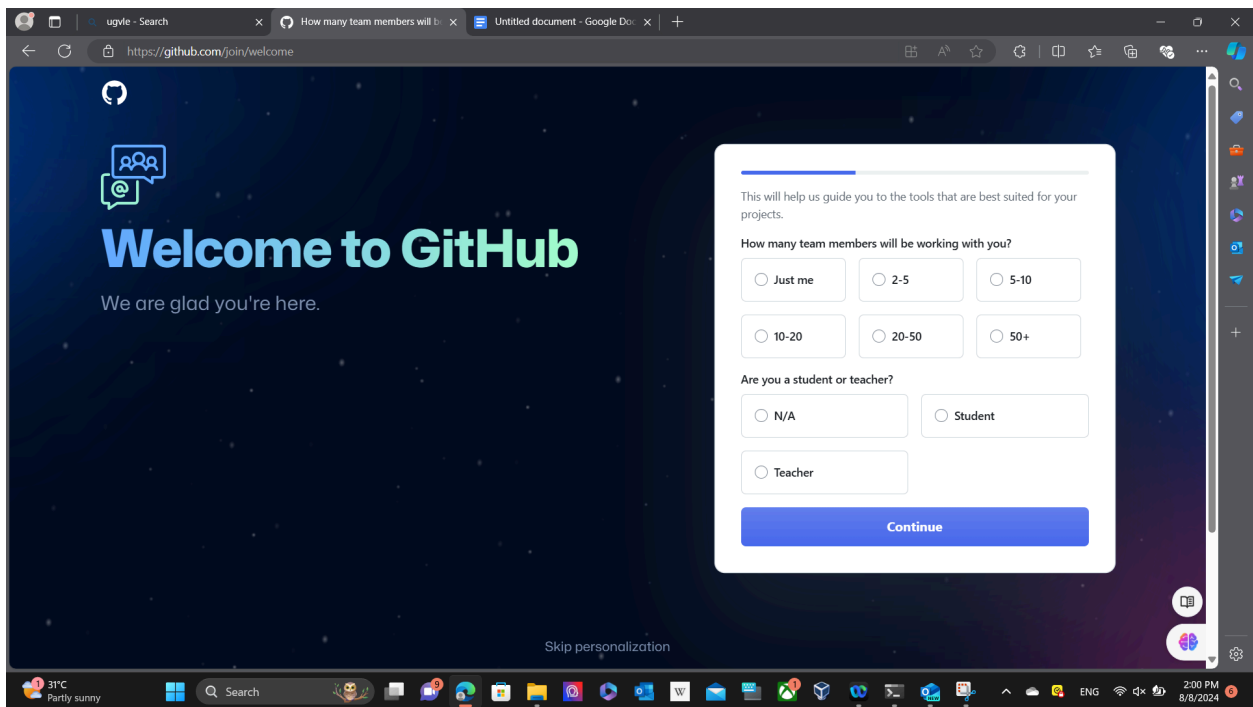 ugvle - Search
How many team members will b
Untitled document - Google Doc
https://github.com/join/welcome
Welcome to GitHub
We are glad you're here.
This will help us guide you to the tools that are best suited for your
projects.
How many team members will be working with you?
Just me
2-5
5-10
10-20
20-50
50+
Are you a student or teacher?
N/A
Student
Teacher
Continue
Skip personalization
1
31°C
Partly sunny
Search
9
W
ENG
2:00 PM
8/8/2024
6